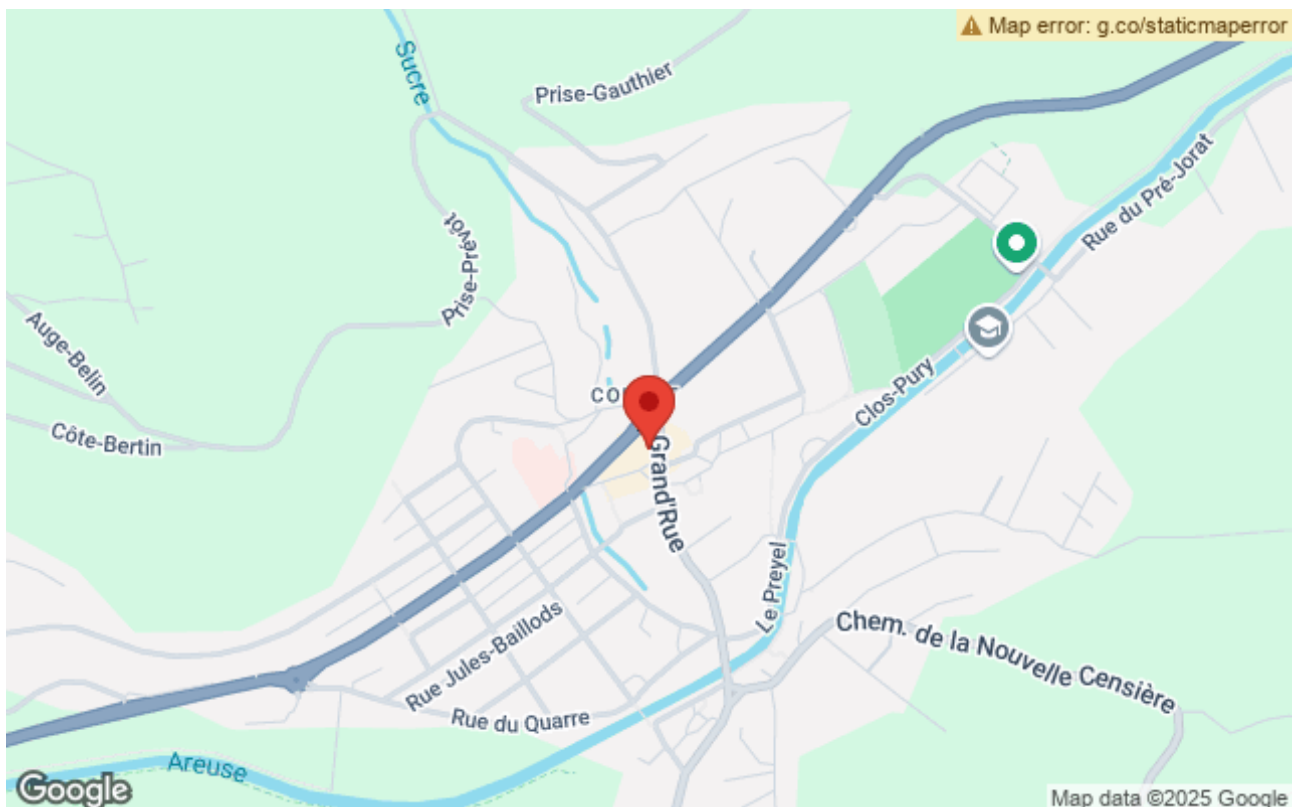 Map error: g.co/staticmaperror
Sucre
Prise-Gauthier
Rue du Pré-Jorat
Prise-Prévôt
Auge-Belin
Côte-Bertin
Clos-Pury
Grand'Rue
Le Preyel
Rue Jules-Baillods
Chem. de la Nouvelle Censière
Rue du Quarre
Areuse
Google
Map data ©2025 Google